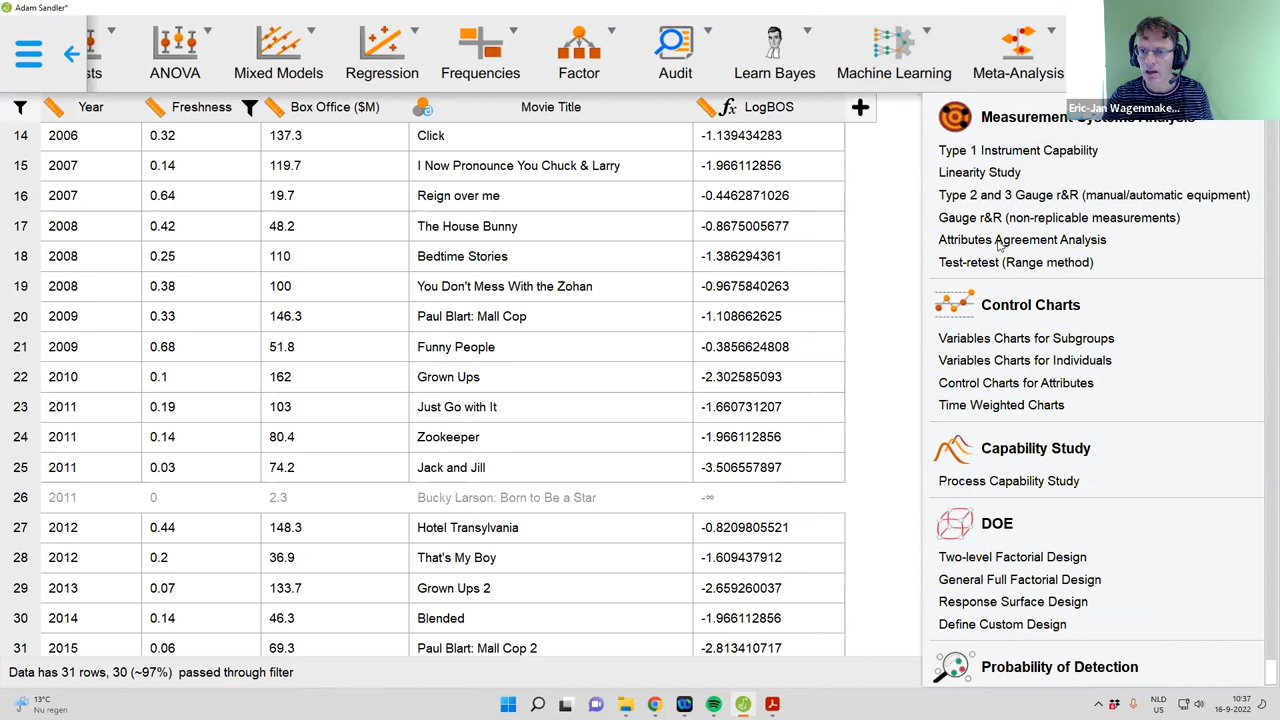 Adam Sandler*
sts
ANOVA
Mixed Models
Regression
Frequencies
Factor
Audit
Learn Bayes
Machine Learning
Meta-Analysis
Eric-Jan Wagenmake...
Year Freshness Box Office ($M) Movie Title LogBOS
14 2006 0.32 137.3 Click -1.139434283
15 2007 0.14 119.7 I Now Pronounce You Chuck & Larry -1.966112856
16 2007 0.64 19.7 Reign over me -0.4462871026
17 2008 0.42 48.2 The House Bunny -0.8675005677
18 2008 0.25 110 Bedtime Stories -1.386294361
19 2008 0.38 100 You Don't Mess With the Zohan -0.9675840263
20 2009 0.33 146.3 Paul Blart: Mall Cop -1.108662625
21 2009 0.68 51.8 Funny People -0.3856624808
22 2010 0.1 162 Grown Ups -2.302585093
23 2011 0.19 103 Just Go with It -1.660731207
24 2011 0.14 80.4 Zookeeper -1.966112856
25 2011 0.03 74.2 Jack and Jill -3.506557897
26 2011 0 2.3 Bucky Larson: Born to Be a Star -∞
27 2012 0.44 148.3 Hotel Transylvania -0.8209805521
28 2012 0.2 36.9 That's My Boy -1.609437912
29 2013 0.07 133.7 Grown Ups 2 -2.659260037
30 2014 0.14 46.3 Blended -1.966112856
31 2015 0.06 69.3 Paul Blart: Mall Cop 2 -2.813410717
Data has 31 rows, 30 (~97%) passed through filter
Measurement Systems Analysis
Type 1 Instrument Capability
Linearity Study
Type 2 and 3 Gauge r&R (manual/automatic equipment)
Gauge r&R (non-replicable measurements)
Attributes Agreement Analysis
Test-retest (Range method)
Control Charts
Variables Charts for Subgroups
Variables Charts for Individuals
Control Charts for Attributes
Time Weighted Charts
Capability Study
Process Capability Study
DOE
Two-level Factorial Design
General Full Factorial Design
Response Surface Design
Define Custom Design
Probability of Detection
13°C
Nu regen
NLD
US
10:37
16-9-2022